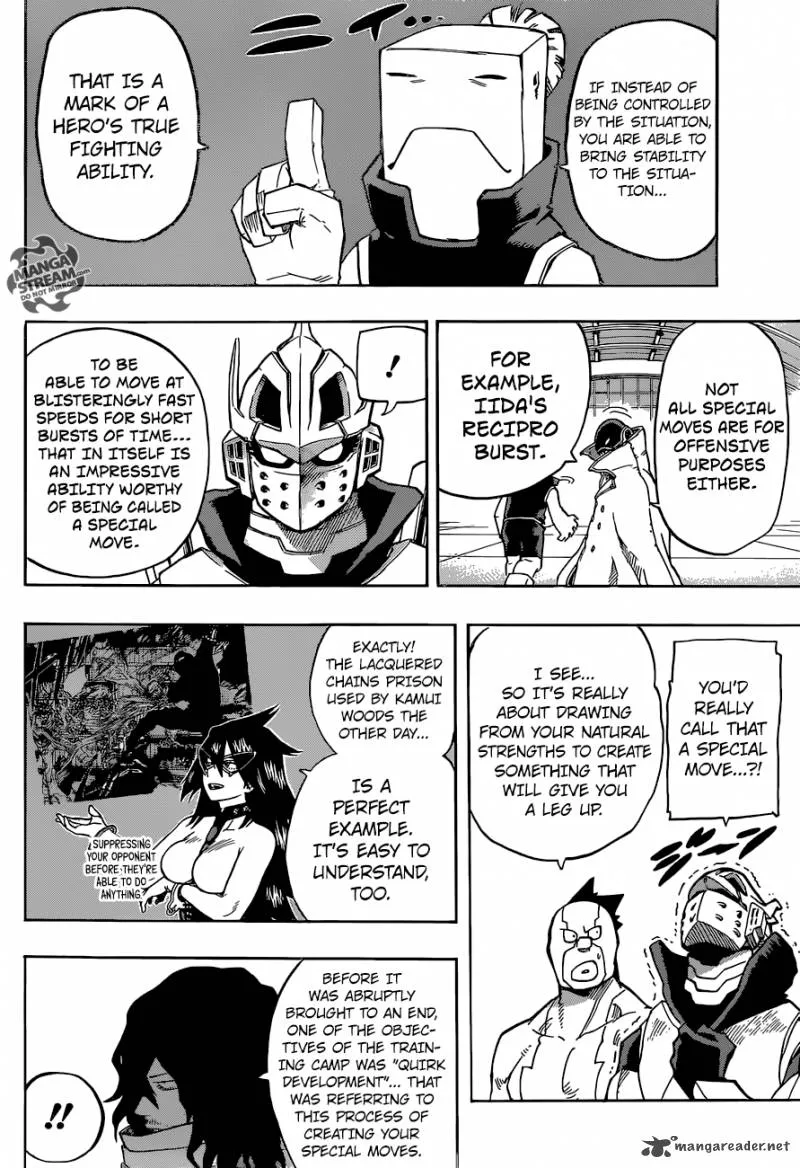 IF INSTEAD OF
BEING CONTROLLED
BY THE SITUATION,
YOU ARE ABLE TO
BRING STABILITY
TO THE SITUA-
TION...
THAT IS A
MARK OF A
HERO'S TRUE
FIGHTING
ABILITY.
MANGA
STREAM.com
DO NOT MIRROR
NOT
ALL SPECIAL
MOVES ARE FOR
OFFENSIVE
PURPOSES
EITHER.
FOR
EXAMPLE,
IIDA'S
RECIPRO
BURST.
!
TO BE
ABLE TO MOVE AT
BLISTERINGLY FAST
SPEEDS FOR SHORT
BURSTS OF TIME...
THAT IN ITSELF IS
AN IMPRESSIVE
ABILITY WORTHY
OF BEING CALLED
A SPECIAL
MOVE.
YOU'D
REALLY
CALL THAT
A SPECIAL
MOVE...?!
I SEE...
SO IT'S REALLY
ABOUT DRAWING
FROM YOUR NATURAL
STRENGTHS TO CREATE
SOMETHING THAT
WILL GIVE YOU
A LEG UP.
EXACTLY!
THE LACQUERED
CHAINS PRISON
USED BY KAMUI
WOODS THE
OTHER DAY...
IS A
PERFECT
EXAMPLE.
IT'S EASY TO
UNDERSTAND,
TOO.
SUPPRESSING
YOUR OPPONENT
BEFORE THEY'RE
ABLE TO DO
ANYTHING
BEFORE IT
WAS ABRUPTLY
BROUGHT TO AN END,
ONE OF THE OBJEC-
TIVES OF THE TRAIN-
ING CAMP WAS "QUIRK
DEVELOPMENT"... THAT
WAS REFERRING TO
THIS PROCESS OF
CREATING YOUR
SPECIAL MOVES.
!!
mangareader.net